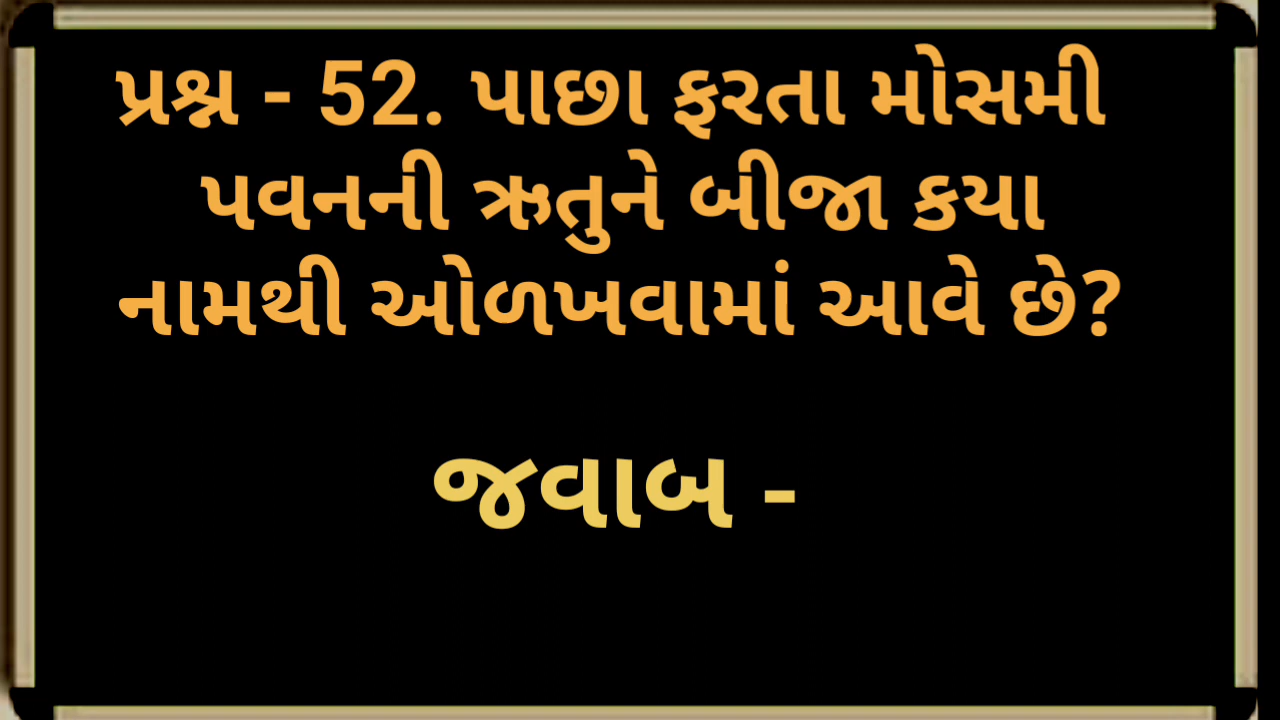 પ્રશ્ન - 52. પાછા ફરતા મોસમી
પવનની ઋતુને બીજા કયા
નામથી ઓળખવામાં આવે છે?
જવાબ -